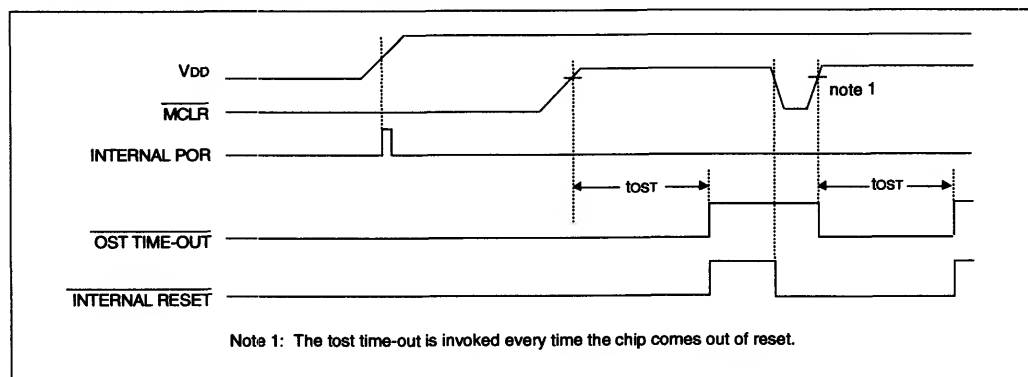 VDD
MCLR
note 1
INTERNAL POR
tOST
tOST
OST TIME-OUT
INTERNAL RESET
Note 1: The tost time-out is invoked every time the chip comes out of reset.